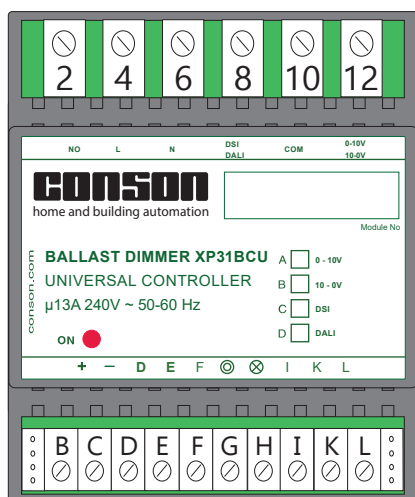 2 4 6 8 10 12
NO L N DSI DALI COM 0-10V 10-0V
conson
home and building automation
Module No
conson.com
BALLAST DIMMER XP31BCU
UNIVERSAL CONTROLLER
µ13A 240V ~ 50-60 Hz
A 0 - 10V
B 10 - 0V
C DSI
D DALI
ON
+ − D E F ◎ ⊗ I K L
B C D E F G H I K L